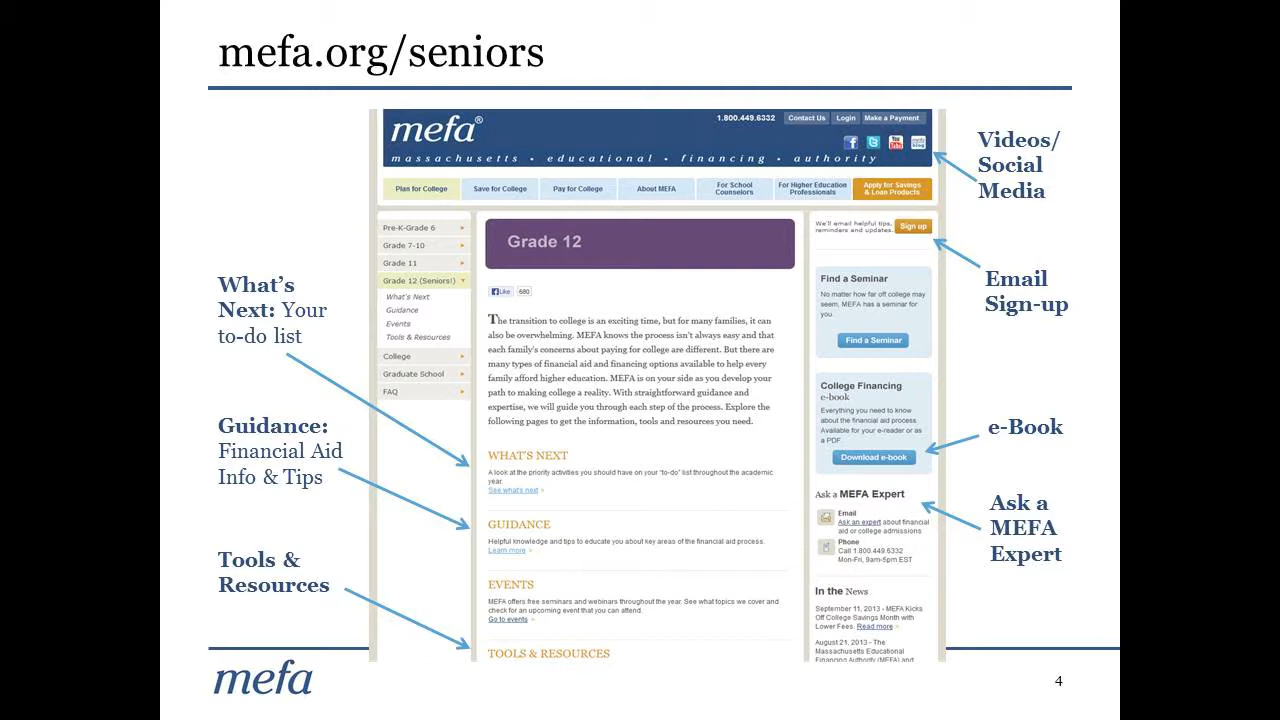 mefa.org/seniors
mefa®
massachusetts • educational • financing • authority
1.800.449.6332
Contact Us
Login
Make a Payment
Plan for College
Save for College
Pay for College
About MEFA
For School
Counselors
For Higher Education
Professionals
Apply for Savings
& Loan Products
Pre-K-Grade 6
Grade 7-10
Grade 11
Grade 12 (Seniors!)
What's Next
Guidance
Events
Tools & Resources
College
Graduate School
FAQ
Grade 12
Like 680
The transition to college is an exciting time, but for many families, it can
also be overwhelming. MEFA knows the process isn't always easy and that
each family's concerns about paying for college are different. But there are
many types of financial aid and financing options available to help every
family afford higher education. MEFA is on your side as you develop your
path to making college a reality. With straightforward guidance and
expertise, we will guide you through each step of the process. Explore the
following pages to get the information, tools and resources you need.
WHAT'S NEXT
A look at the priority activities you should have on your "to-do" list throughout the academic
year.
See what's next >
GUIDANCE
Helpful knowledge and tips to educate you about key areas of the financial aid process.
Learn more >
EVENTS
MEFA offers free seminars and webinars throughout the year. See what topics we cover and
check for an upcoming event that you can attend.
Go to events >
TOOLS & RESOURCES
We'll email helpful tips,
reminders and updates.
Sign up
Find a Seminar
No matter how far off college may
seem, MEFA has a seminar for
you.
Find a Seminar
College Financing
e-book
Everything you need to know
about the financial aid process.
Available for your e-reader or as
a PDF.
Download e-book
Ask a MEFA Expert
Email
Ask an expert about financial
aid or college admissions
Phone
Call 1.800.449.6332
Mon-Fri, 9am-5pm EST
In the News
September 11, 2013 - MEFA Kicks
Off College Savings Month with
Lower Fees. Read more >
August 21, 2013 - The
Massachusetts Educational
Financing Authority (MEFA) and
What's
Next: Your
to-do list
Guidance:
Financial Aid
Info & Tips
Tools &
Resources
Videos/
Social
Media
Email
Sign-up
e-Book
Ask a
MEFA
Expert
mefa
4